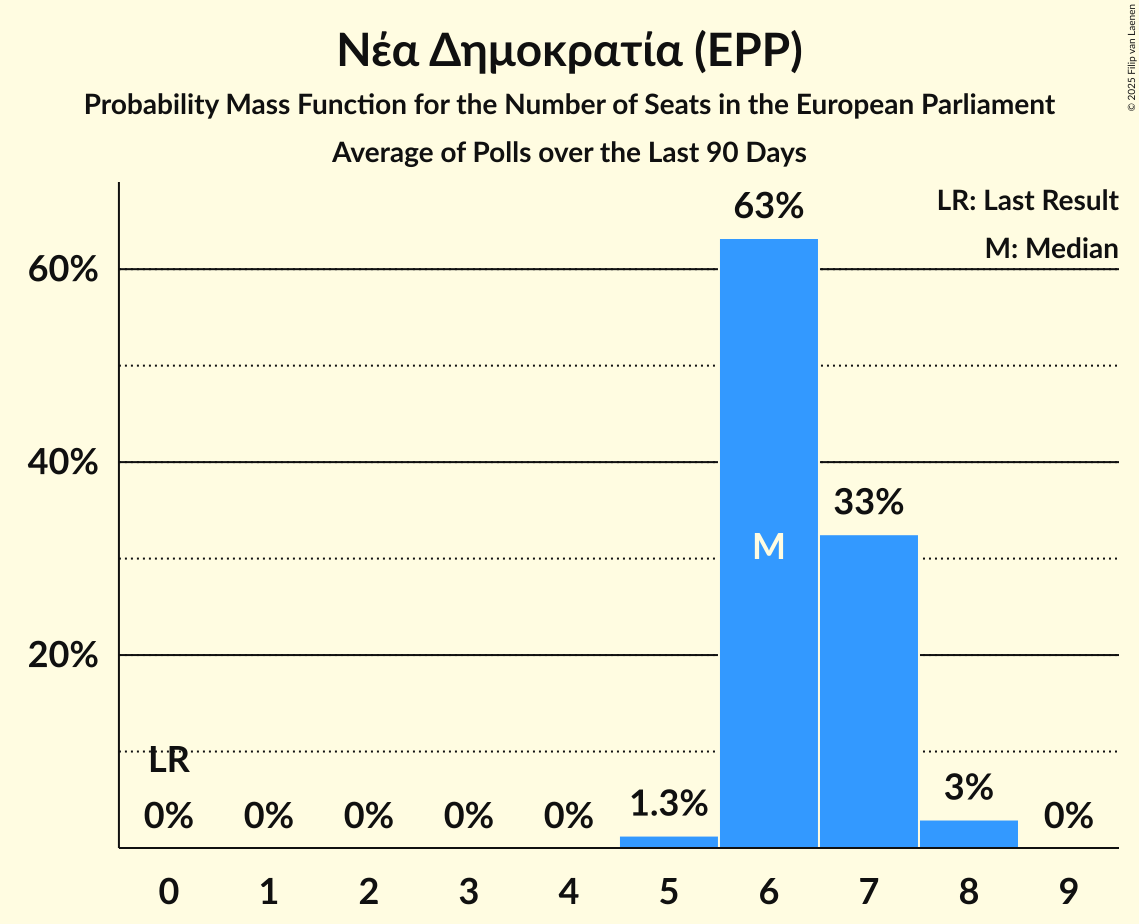 Νέα Δημοκρατία (EPP)
Probability Mass Function for the Number of Seats in the European Parliament
Average of Polls over the Last 90 Days
© 2025 Filip van Laenen
LR: Last Result
M: Median
63%
60%
40%
33%
M
20%
LR
0% 0% 0% 0% 0% 1.3% 3% 0%
0 1 2 3 4 5 6 7 8 9